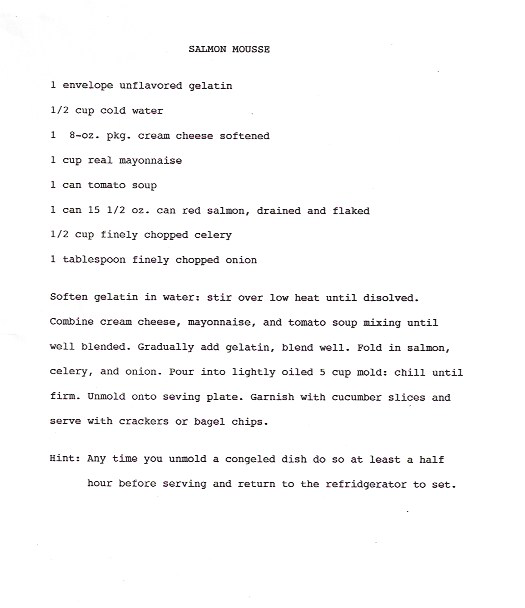 SALMON MOUSSE
1 envelope unflavored gelatin
1/2 cup cold water
1  8-oz. pkg. cream cheese softened
1 cup real mayonnaise
1 can tomato soup
1 can 15 1/2 oz. can red salmon, drained and flaked
1/2 cup finely chopped celery
1 tablespoon finely chopped onion
Soften gelatin in water: stir over low heat until disolved.
Combine cream cheese, mayonnaise, and tomato soup mixing until
well blended. Gradually add gelatin, blend well. Fold in salmon,
celery, and onion. Pour into lightly oiled 5 cup mold: chill until
firm. Unmold onto seving plate. Garnish with cucumber slices and
serve with crackers or bagel chips.
Hint: Any time you unmold a congeled dish do so at least a half
hour before serving and return to the refridgerator to set.